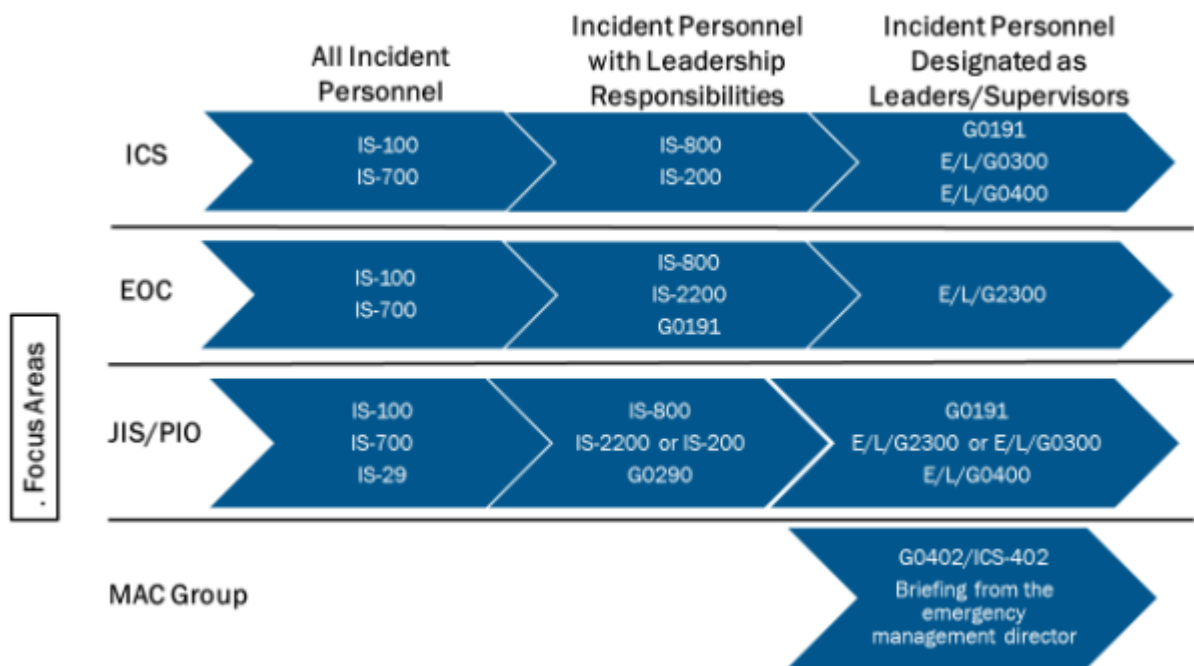 All Incident
Personnel
Incident Personnel
with Leadership
Responsibilities
Incident Personnel
Designated as
Leaders/Supervisors
. Focus Areas
ICS
IS-100
IS-700
IS-800
IS-200
G0191
E/L/G0300
E/L/G0400
EOC
IS-100
IS-700
IS-800
IS-2200
G0191
E/L/G2300
JIS/PIO
IS-100
IS-700
IS-29
IS-800
IS-2200 or IS-200
G0290
G0191
E/L/G2300 or E/L/G0300
E/L/G0400
MAC Group
G0402/ICS-402
Briefing from the
emergency
management director